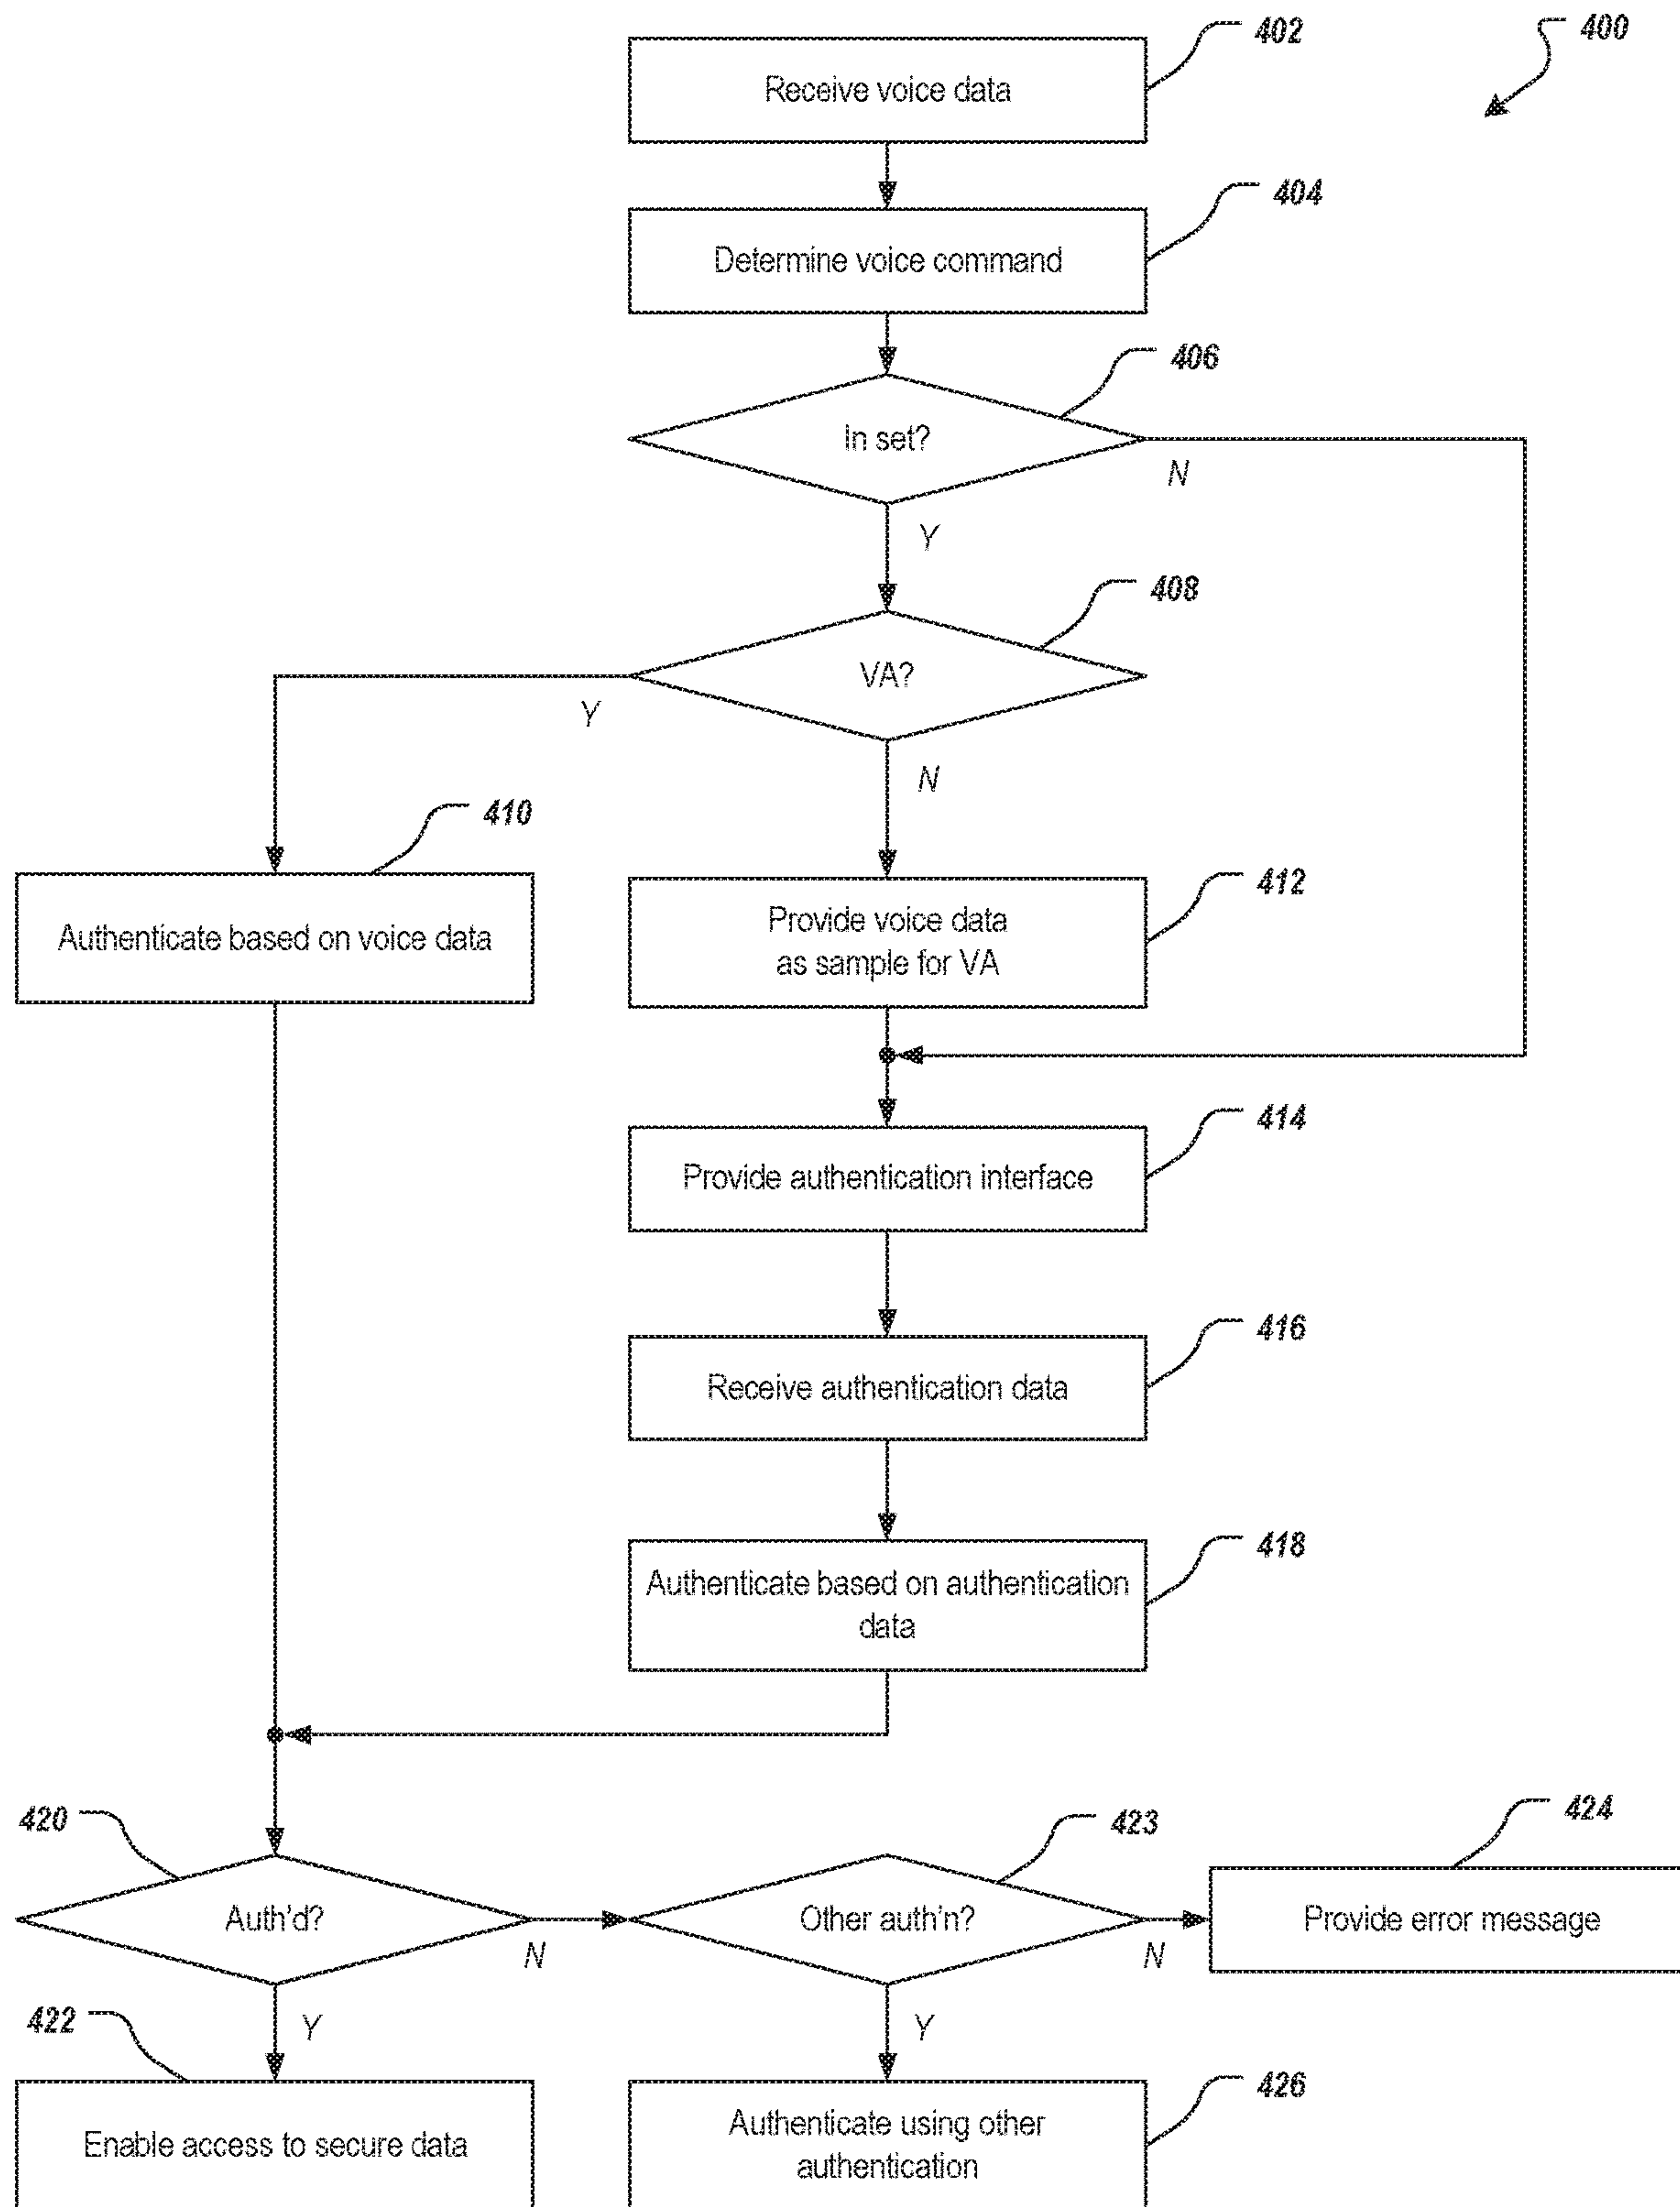 402
400
Receive voice data
404
Determine voice command
406
In set?
N
Y
408
VA?
Y
N
410
412
Authenticate based on voice data
Provide voice data
as sample for VA
414
Provide authentication interface
416
Receive authentication data
418
Authenticate based on authentication
data
420
423
424
Auth'd?
Other auth'n?
Provide error message
N
N
422
Y
Y
426
Enable access to secure data
Authenticate using other
authentication